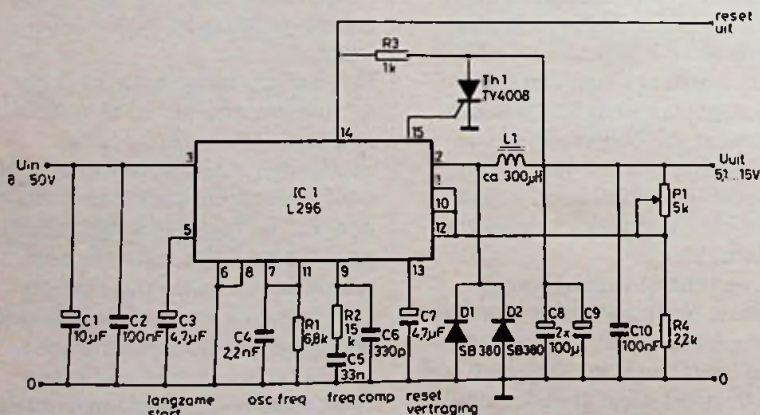 reset
uit
R3
1k
Th1
TY4008
14
15
L1
ca 300µH
Uin
8...50V
3
IC 1
L296
2
1
10
12
Uuit
5,1...15V
P1
5k
5
6
8
7
11
9
13
C1
10µF
C2
100nF
C3
4,7µF
C4
2,2nF
R1
6,8k
R2
15
k
C5
33n
C6
330p
C7
4,7µF
D1
SB380
D2
SB380
C8
2x
100µ
C9
C10
100nF
R4
2,2k
0
0
langzame
start
osc freq
freq comp
reset
vertraging